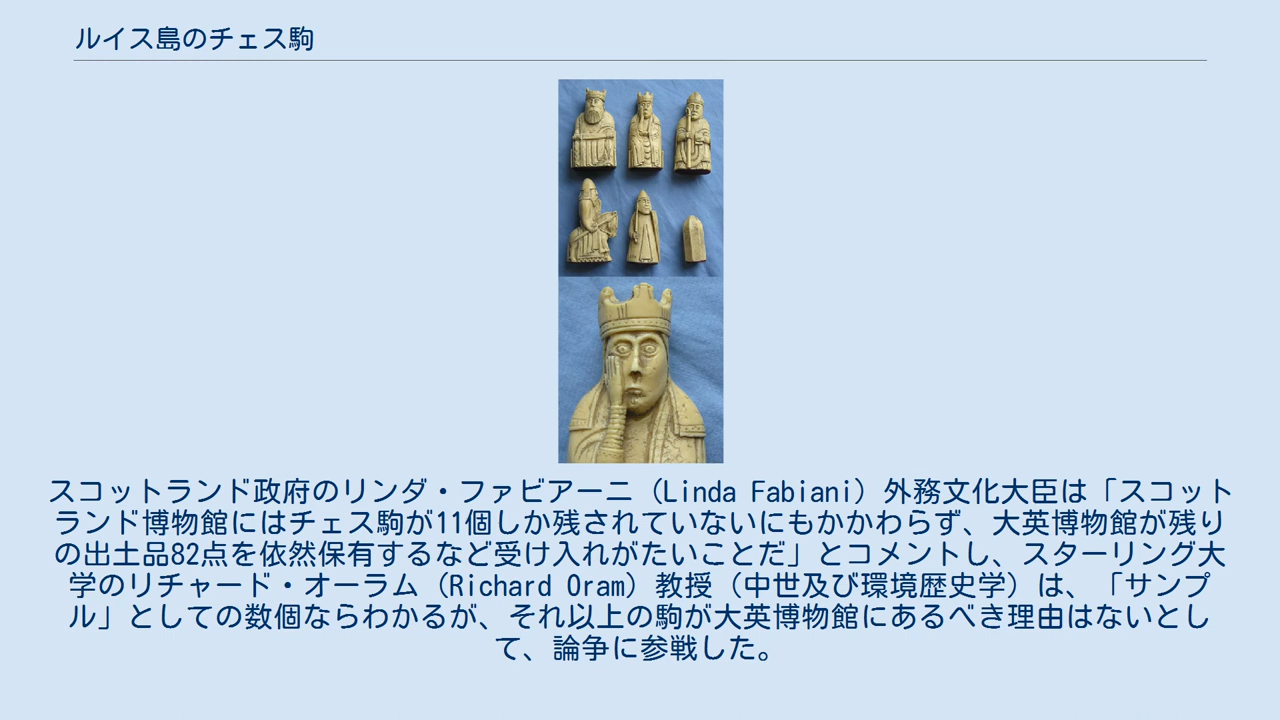 ルイス島のチェス駒
スコットランド政府のリンダ・ファビアーニ（Linda Fabiani）外務文化大臣は「スコット
ランド博物館にはチェス駒が11個しか残されていないにもかかわらず、大英博物館が残り
の出土品82点を依然保有するなど受け入れがたいことだ」とコメントし、スターリング大
学のリチャード・オーラム（Richard Oram）教授（中世及び環境歴史学）は、「サンプ
ル」としての数個ならわかるが、それ以上の駒が大英博物館にあるべき理由はないとし
て、論争に参戦した。